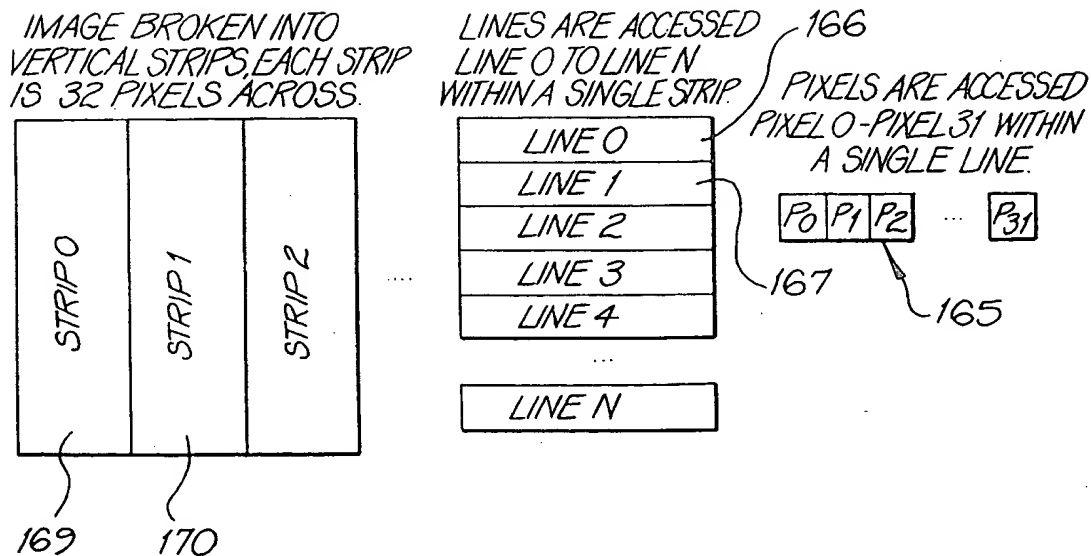 IMAGE BROKEN INTO
VERTICAL STRIPS, EACH STRIP
IS 32 PIXELS ACROSS.
STRIP 0
STRIP 1
STRIP 2
....
169
170
LINES ARE ACCESSED
LINE 0 TO LINE N
WITHIN A SINGLE STRIP.
166
LINE 0
LINE 1
LINE 2
LINE 3
LINE 4
...
LINE N
167
PIXELS ARE ACCESSED
PIXEL 0-PIXEL 31 WITHIN
A SINGLE LINE.
P0 P1 P2 ... P31
165